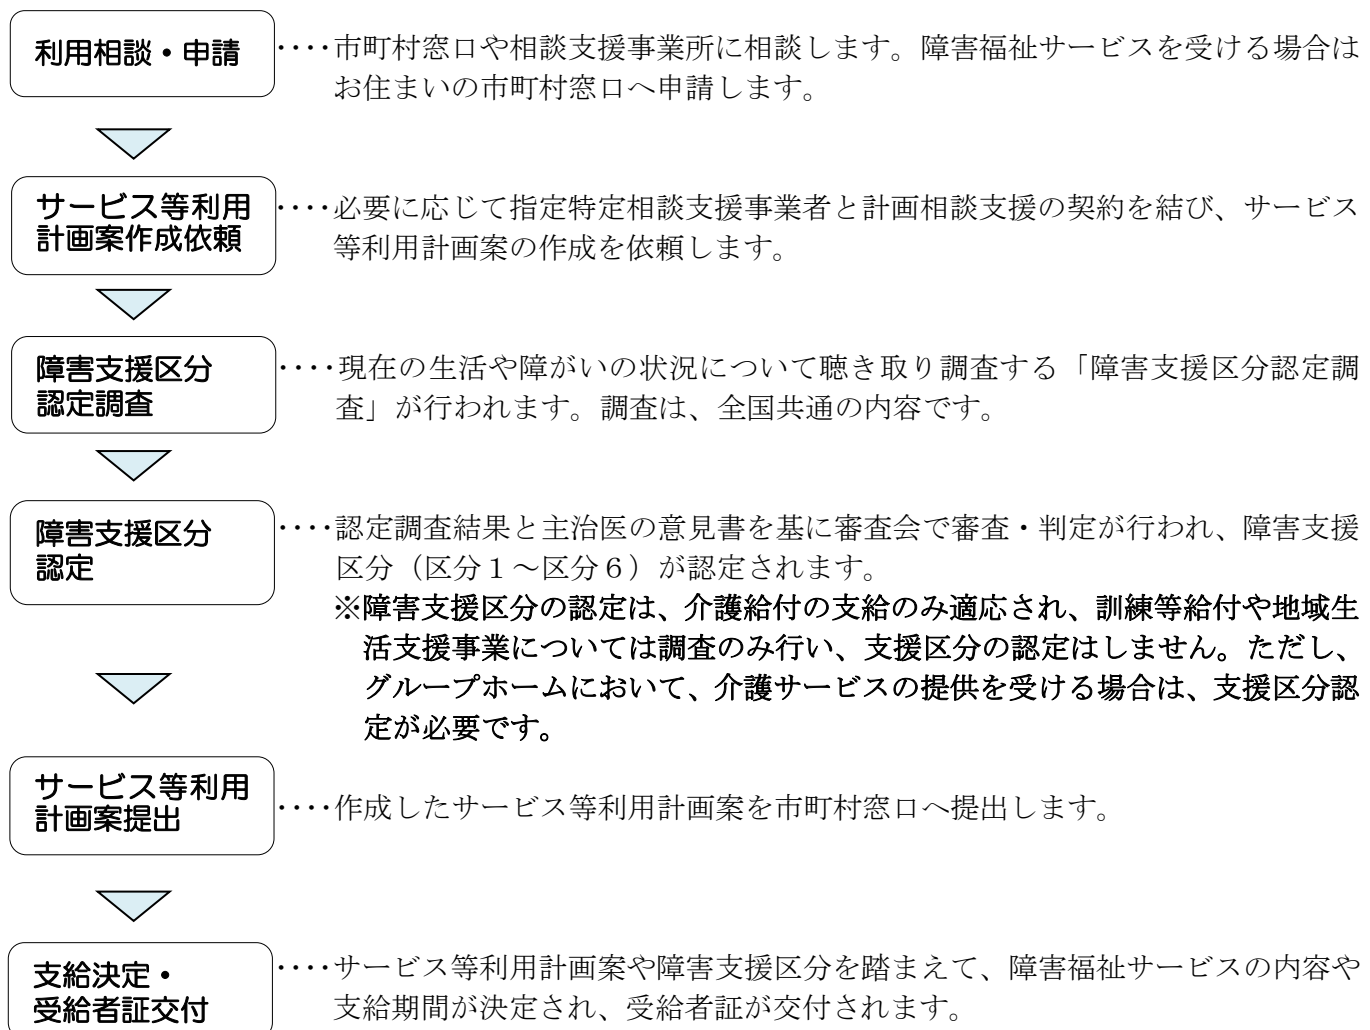 利用相談・申請
‥‥市町村窓口や相談支援事業所に相談します。障害福祉サービスを受ける場合は
お住まいの市町村窓口へ申請します。
サービス等利用
計画案作成依頼
‥‥必要に応じて指定特定相談支援事業者と計画相談支援の契約を結び、サービス
等利用計画案の作成を依頼します。
障害支援区分
認定調査
‥‥現在の生活や障がいの状況について聴き取り調査する「障害支援区分認定調
査」が行われます。調査は、全国共通の内容です。
障害支援区分
認定
‥‥認定調査結果と主治医の意見書を基に審査会で審査・判定が行われ、障害支援
区分（区分１～区分６）が認定されます。
※障害支援区分の認定は、介護給付の支給のみ適応され、訓練等給付や地域生
活支援事業については調査のみ行い、支援区分の認定はしません。ただし、
グループホームにおいて、介護サービスの提供を受ける場合は、支援区分認
定が必要です。
サービス等利用
計画案提出
‥‥作成したサービス等利用計画案を市町村窓口へ提出します。
支給決定・
受給者証交付
‥‥サービス等利用計画案や障害支援区分を踏まえて、障害福祉サービスの内容や
支給期間が決定され、受給者証が交付されます。